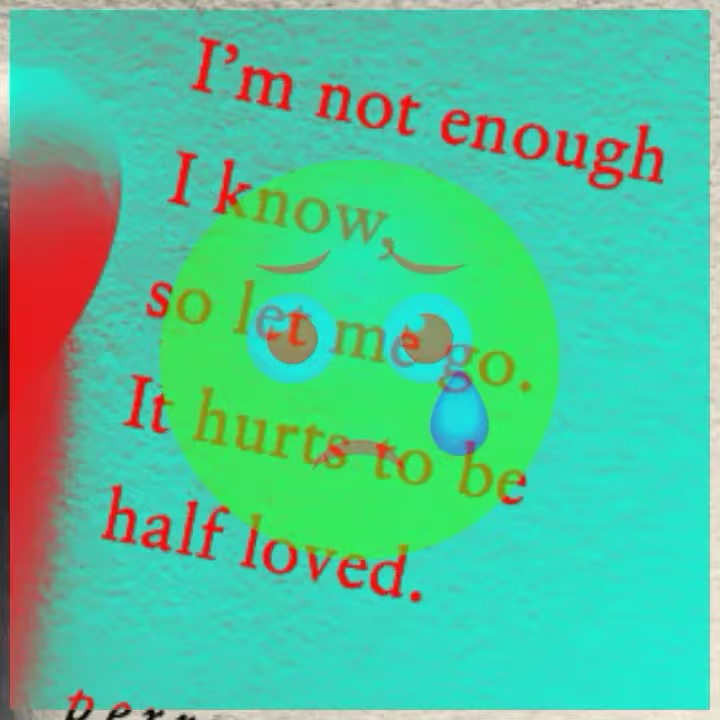 I'm not enough
I know,
so let me go.
It hurts to be
half loved.